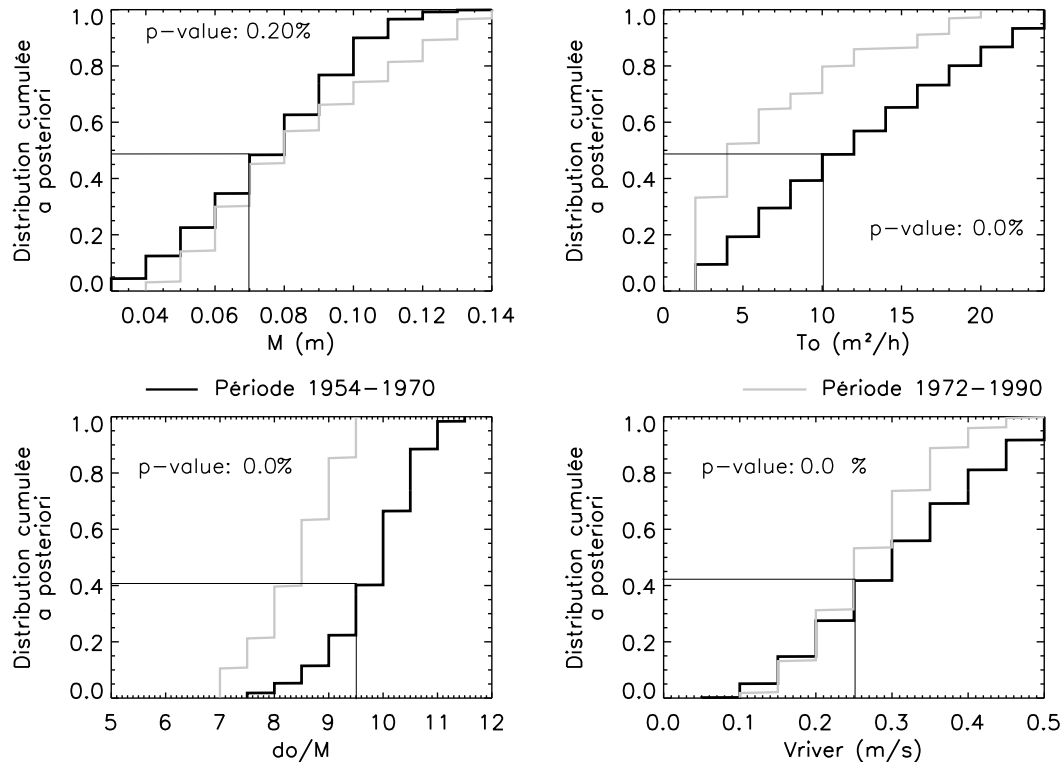 p-value: 0.20%
Distribution cumulée
a posteriori
1.0
0.8
0.6
0.4
0.2
0.0
0.04 0.06 0.08 0.10 0.12 0.14
M (m)
p-value: 0.0%
Distribution cumulée
a posteriori
1.0
0.8
0.6
0.4
0.2
0.0
0 5 10 15 20
To (m²/h)
Période 1954-1970
Période 1972-1990
p-value: 0.0%
Distribution cumulée
a posteriori
1.0
0.8
0.6
0.4
0.2
0.0
5 6 7 8 9 10 11 12
do/M
p-value: 0.0 %
Distribution cumulée
a posteriori
1.0
0.8
0.6
0.4
0.2
0.0
0.0 0.1 0.2 0.3 0.4 0.5
Vriver (m/s)